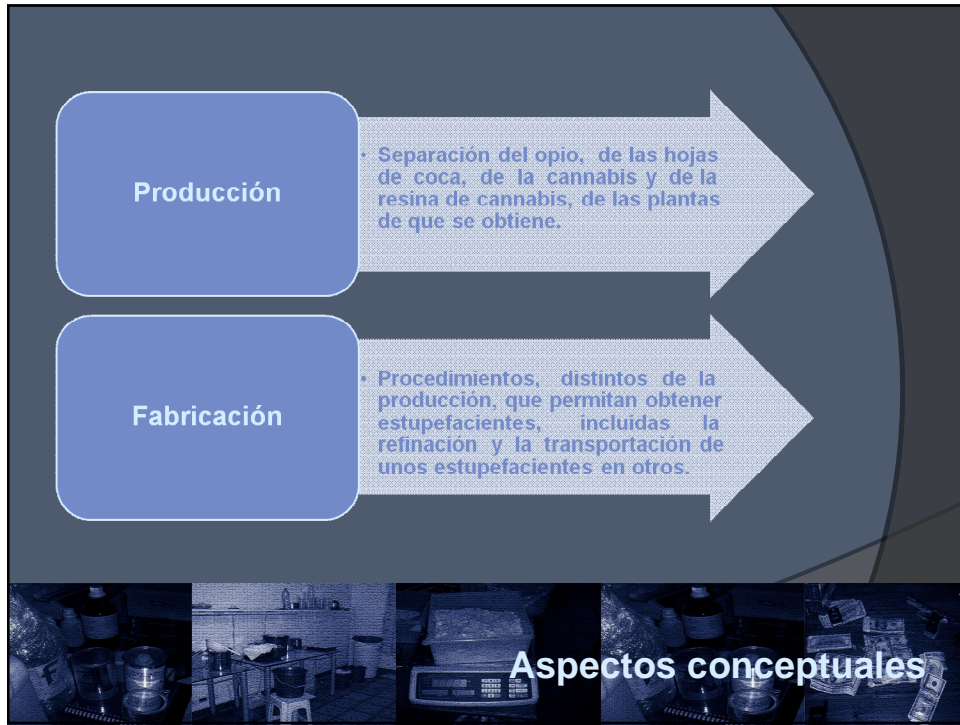 Producción
• Separación del opio, de las hojas
de coca, de la cannabis y de la
resina de cannabis, de las plantas
de que se obtiene.
Fabricación
• Procedimientos, distintos de la
producción, que permitan obtener
estupefacientes, incluidas la
refinación y la transportación de
unos estupefacientes en otros.
Aspectos conceptuales